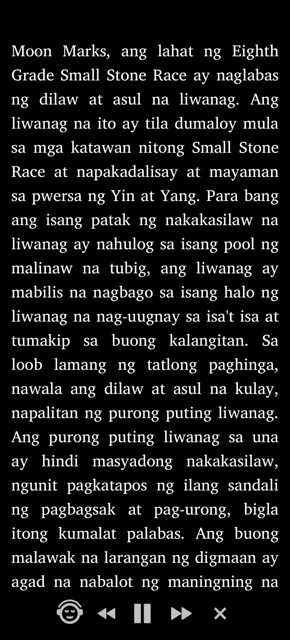 Moon Marks, ang lahat ng Eighth
Grade Small Stone Race ay naglabas
ng dilaw at asul na liwanag. Ang
liwanag na ito ay tila dumaloy mula
sa mga katawan nitong Small Stone
Race at napakadalisay at mayaman
sa pwersa ng Yin at Yang. Para bang
ang isang patak ng nakakasilaw na
liwanag ay nahulog sa isang pool ng
malinaw na tubig, ang liwanag ay
mabilis na nagbago sa isang halo ng
liwanag na nag-uugnay sa isa't isa at
tumakip sa buong kalangitan. Sa
loob lamang ng tatlong paghinga,
nawala ang dilaw at asul na kulay,
napalitan ng purong puting liwanag.
Ang purong puting liwanag sa una
ay hindi masyadong nakakasilaw,
ngunit pagkatapos ng ilang sandali
ng pagbagsak at pag-urong, bigla
itong kumalat palabas. Ang buong
malawak na larangan ng digmaan ay
agad na nabalot ng maningning na